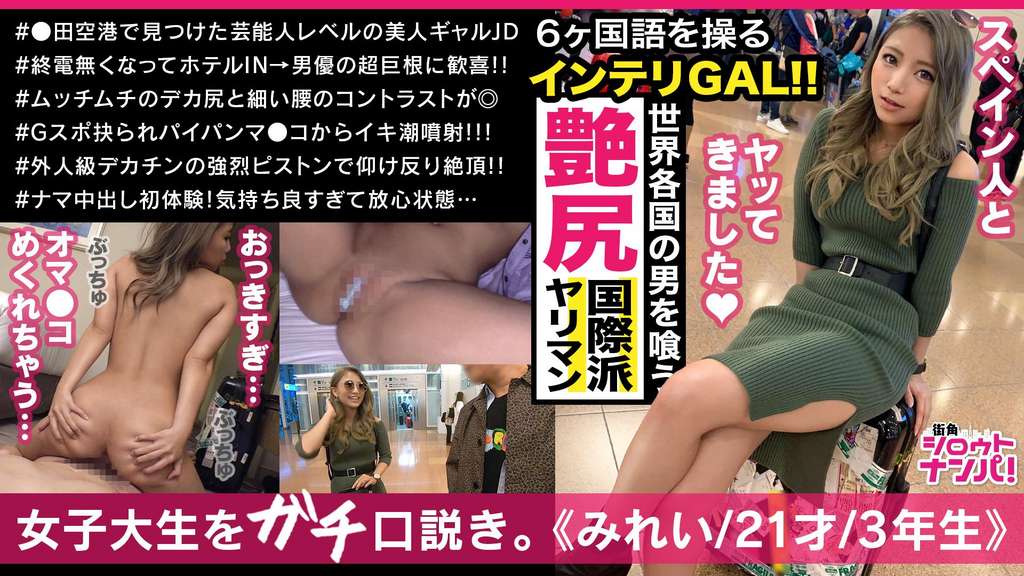 #●田空港で見つけた芸能人レベルの美人ギャルJD
#終電無くなってホテルIN→男優の超巨根に歓喜!!
#ムッチムチのデカ尻と細い腰のコントラストが◎
#Gスポ抉られパイパンマ●コからイキ潮噴射!!!
#外人級デカチンの強烈ピストンで仰け反り絶頂!!
#ナマ中出し初体験!気持ち良すぎて放心状態…
6ヶ国語を操る
インテリGAL!!
世界各国の男を喰う
艶尻
国際派
ヤリマン
スペイン人と
ヤッて
きました♥
おっきすぎ…
ぶっちゅ
ぶっちゅ
オマ●コ
めくれちゃう…
街角
シロウト
ナンパ!
女子大生をガチ口説き。《みれい/21才/3年生》